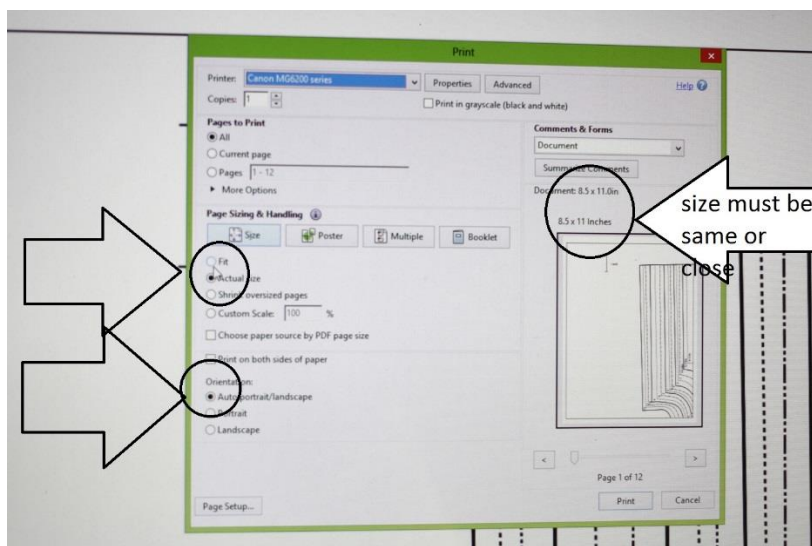 Print
Printer: Canon MG6200 series Properties Advanced Help
Copies: 1 Print in grayscale (black and white)
Pages to Print
All
Current page
Pages 1 - 12
More Options
Page Sizing & Handling
Size Poster Multiple Booklet
Fit
Actual size
Shrink oversized pages
Custom Scale: 100 %
Choose paper source by PDF page size
Print on both sides of paper
Orientation:
Auto portrait/landscape
Portrait
Landscape
Page Setup...
Comments & Forms
Document
Summarize Comments
Document: 8.5 x 11.0in
8.5 x 11 Inches
size must be
same or
close
< >
Page 1 of 12
Print Cancel